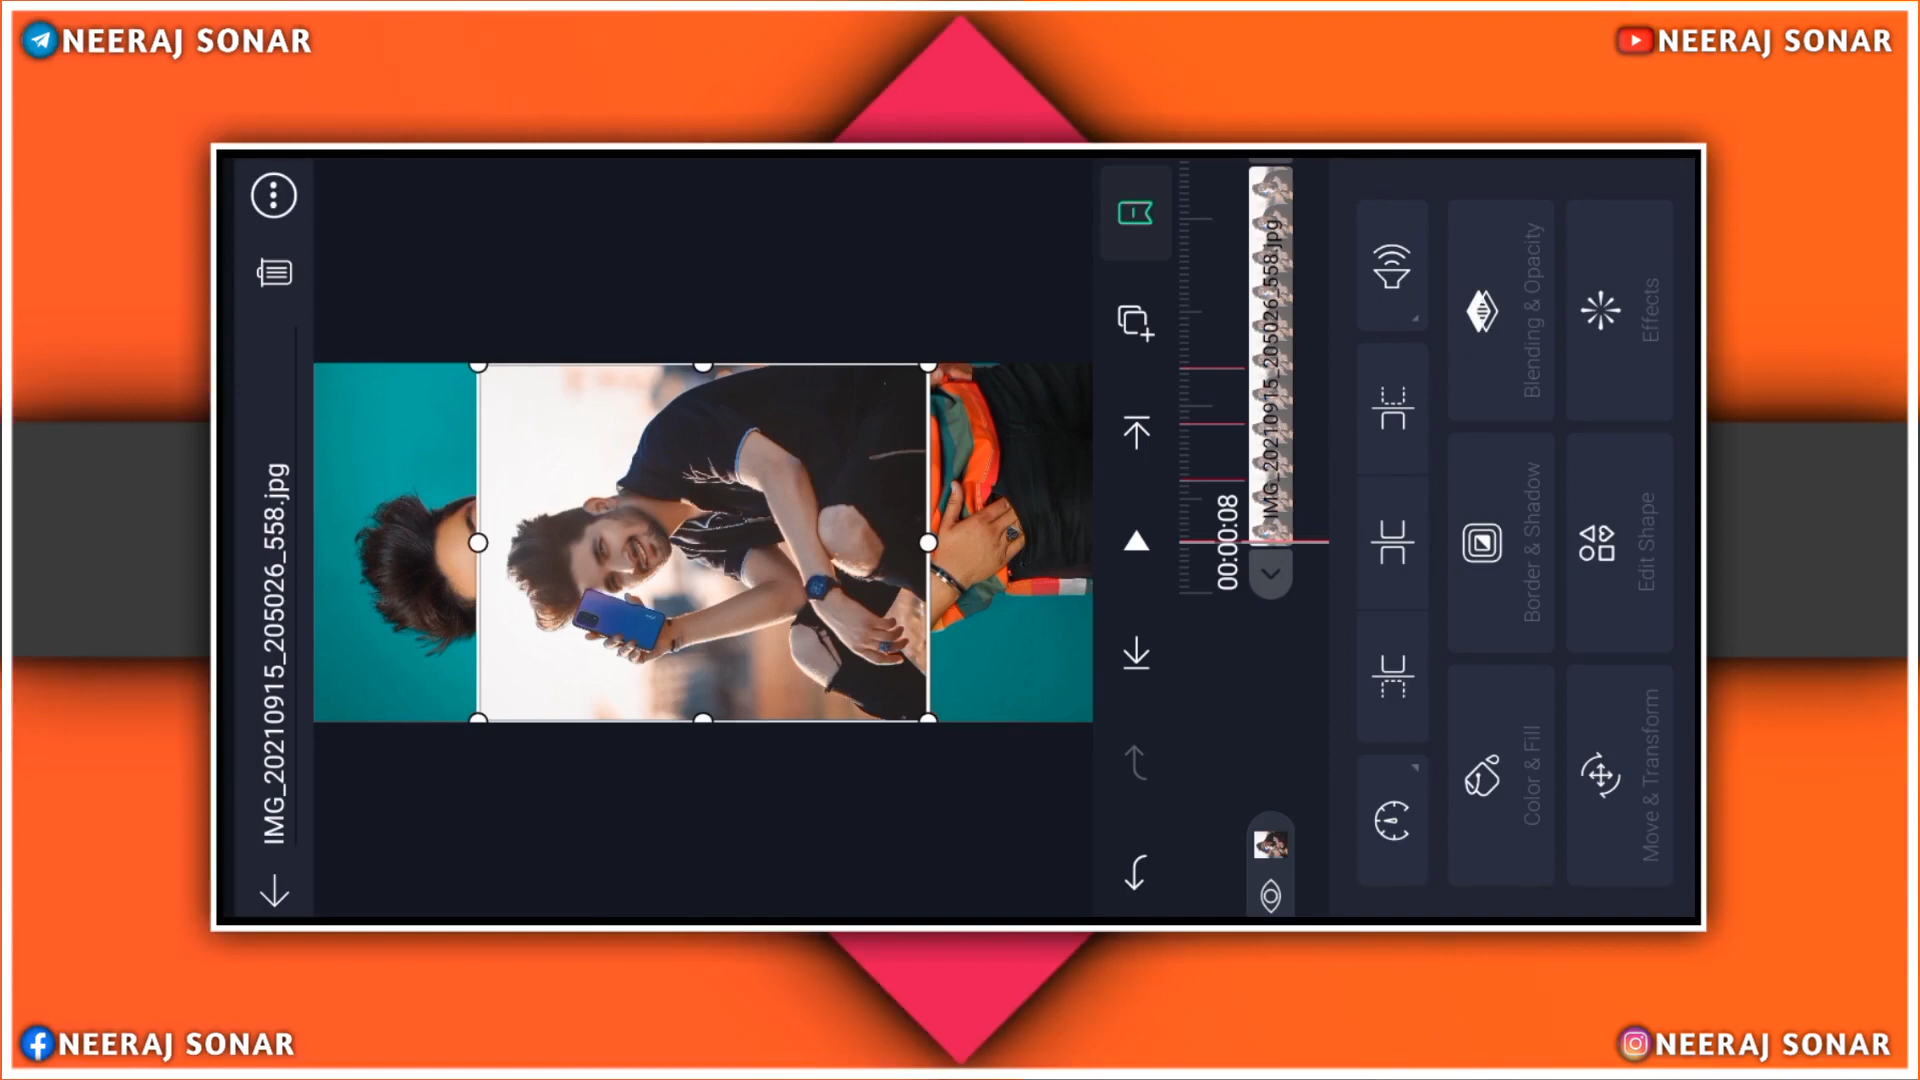 NEERAJ SONAR
NEERAJ SONAR
IMG_20210915_205026_558.jpg
00:00:08
IMG_20210915_205026_558.jpg
Color & Fill
Border & Shadow
Blending & Opacity
Move & Transform
Edit Shape
Effects
NEERAJ SONAR
NEERAJ SONAR